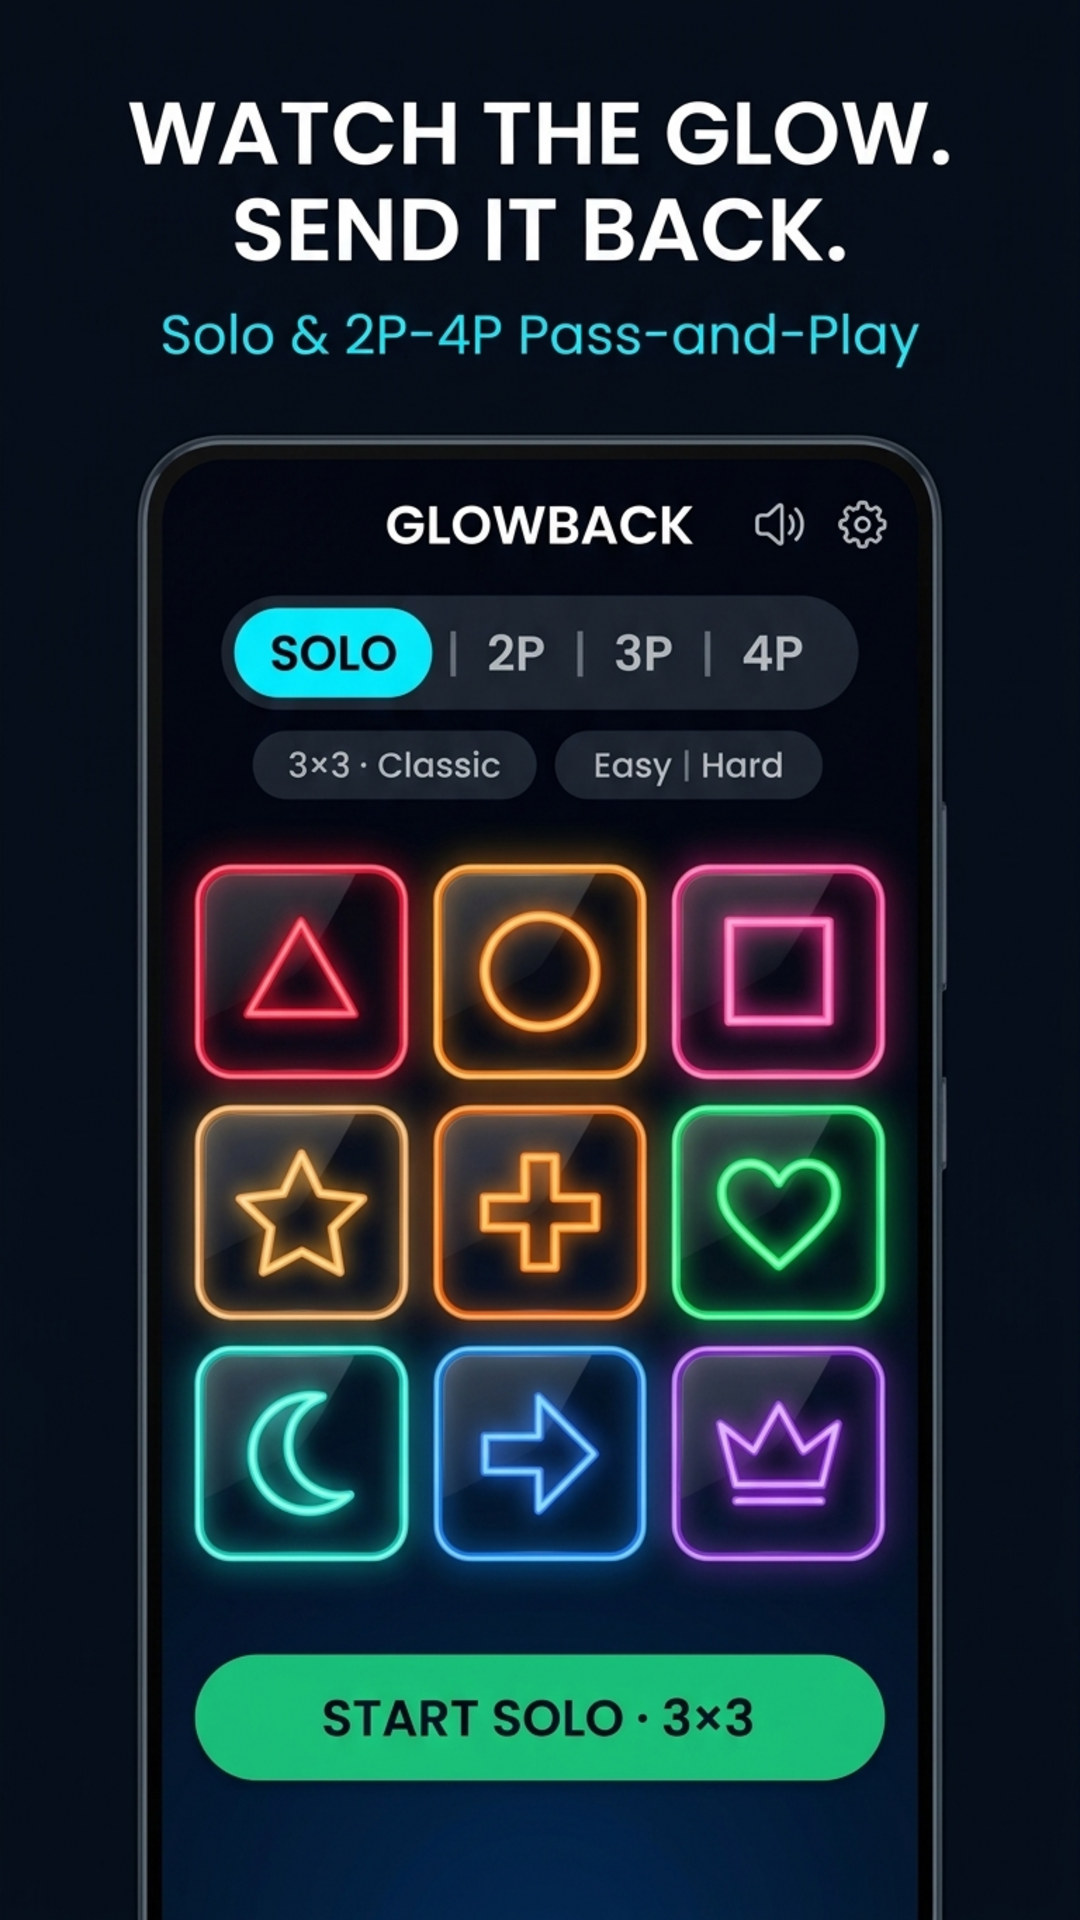 WATCH THE GLOW.
SEND IT BACK.
Solo & 2P-4P Pass-and-Play
GLOWBACK
SOLO | 2P | 3P | 4P
3×3 · Classic
Easy | Hard
START SOLO · 3×3